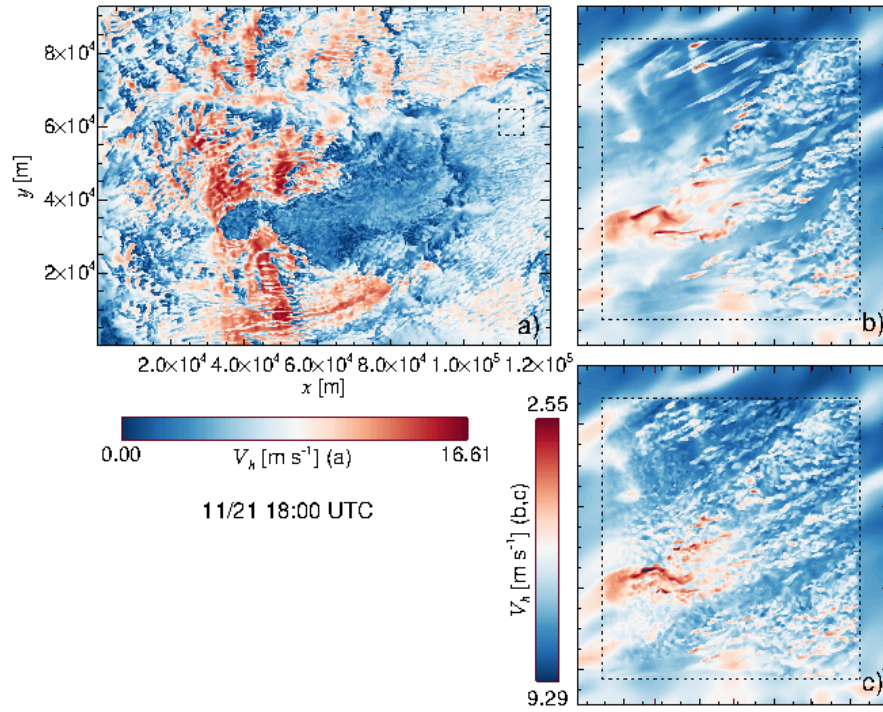 8×10⁴
6×10⁴
4×10⁴
2×10⁴
y [m]
a)
2.0×10⁴ 4.0×10⁴ 6.0×10⁴ 8.0×10⁴ 1.0×10⁵ 1.2×10⁵
x [m]
b)
0.00 16.61
V_h [m s⁻¹] (a)
11/21 18:00 UTC
2.55
V_h [m s⁻¹] (b,c)
9.29
c)